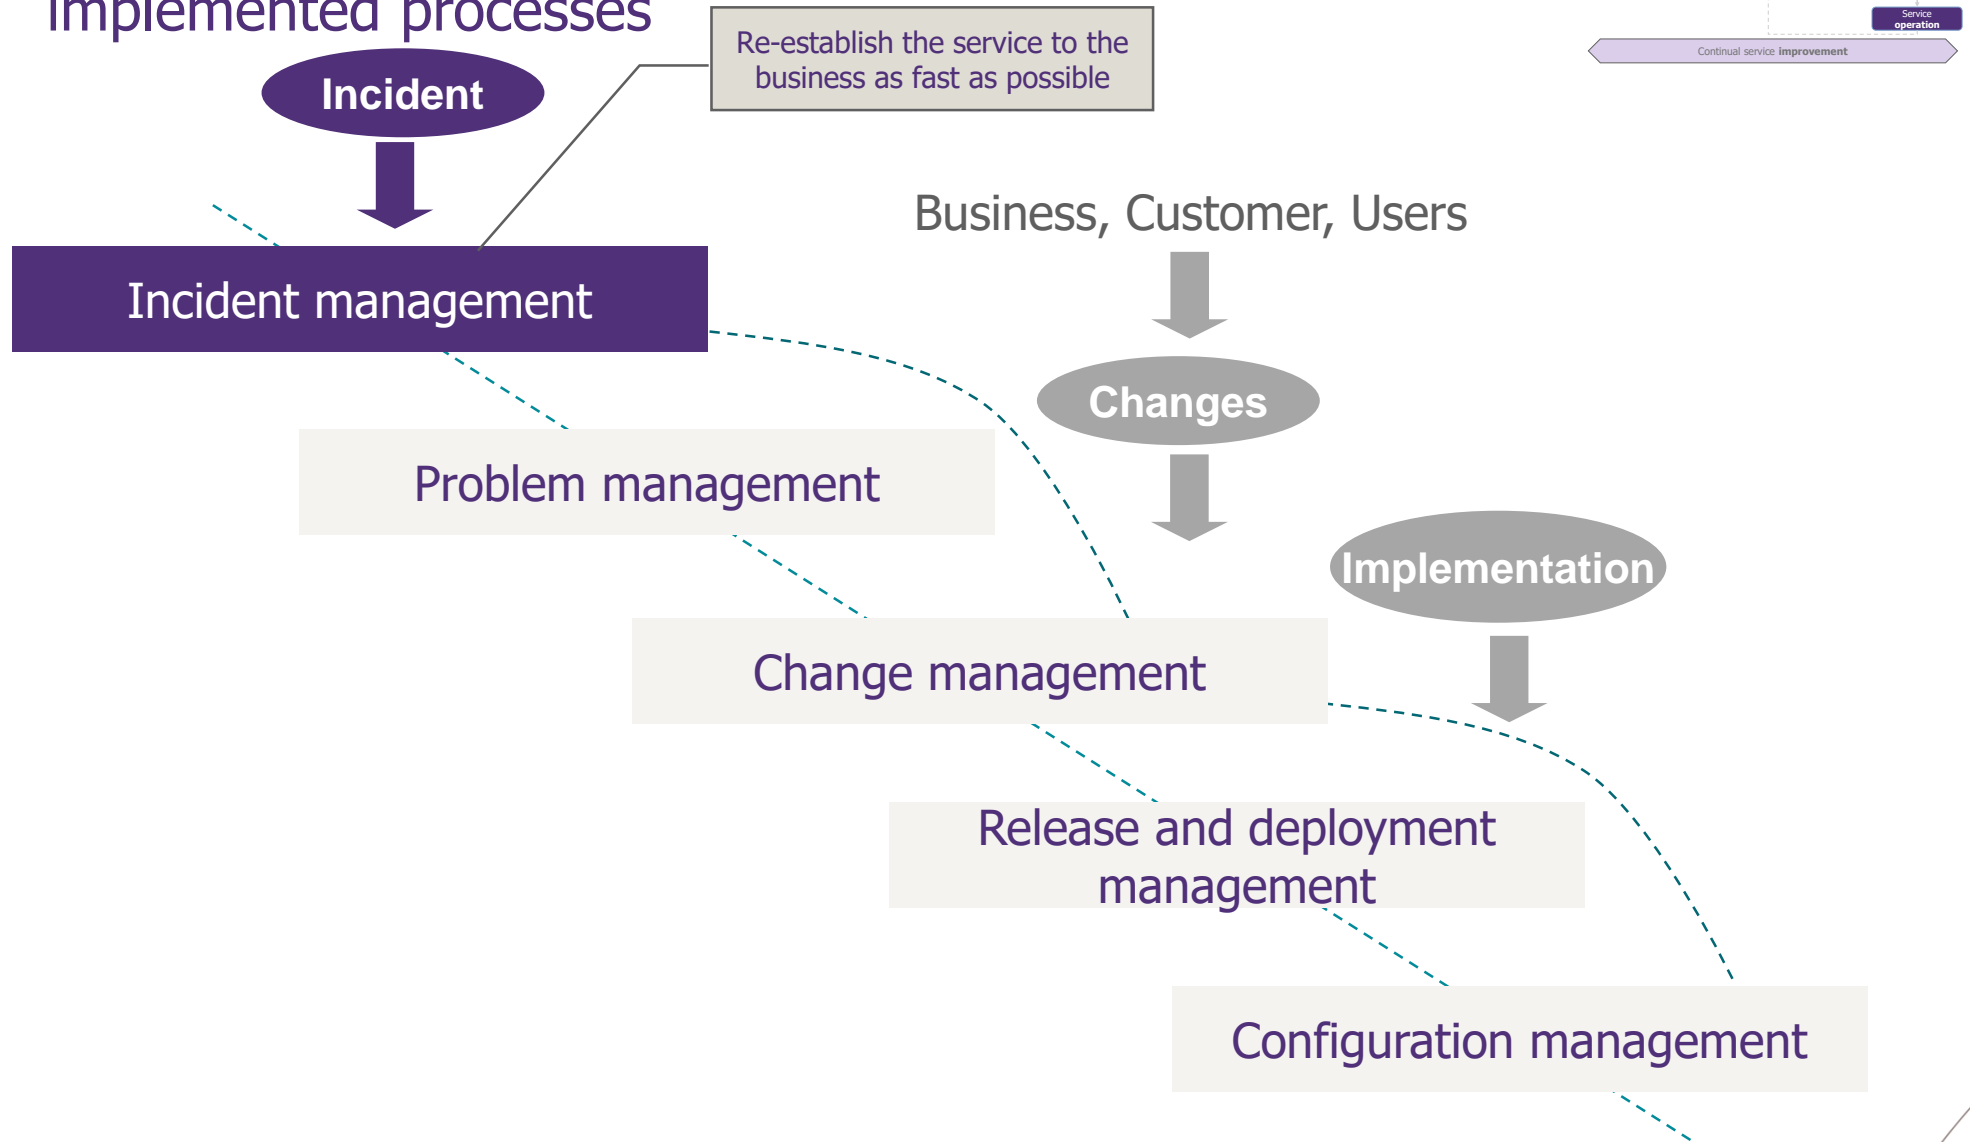 implemented processes
Service
operation
Continual service improvement
Re-establish the service to the
business as fast as possible
Incident
Business, Customer, Users
Incident management
Changes
Problem management
Implementation
Change management
Release and deployment
management
Configuration management